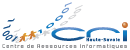 cri
Haute-Savoie
Centre de Ressources Informatiques